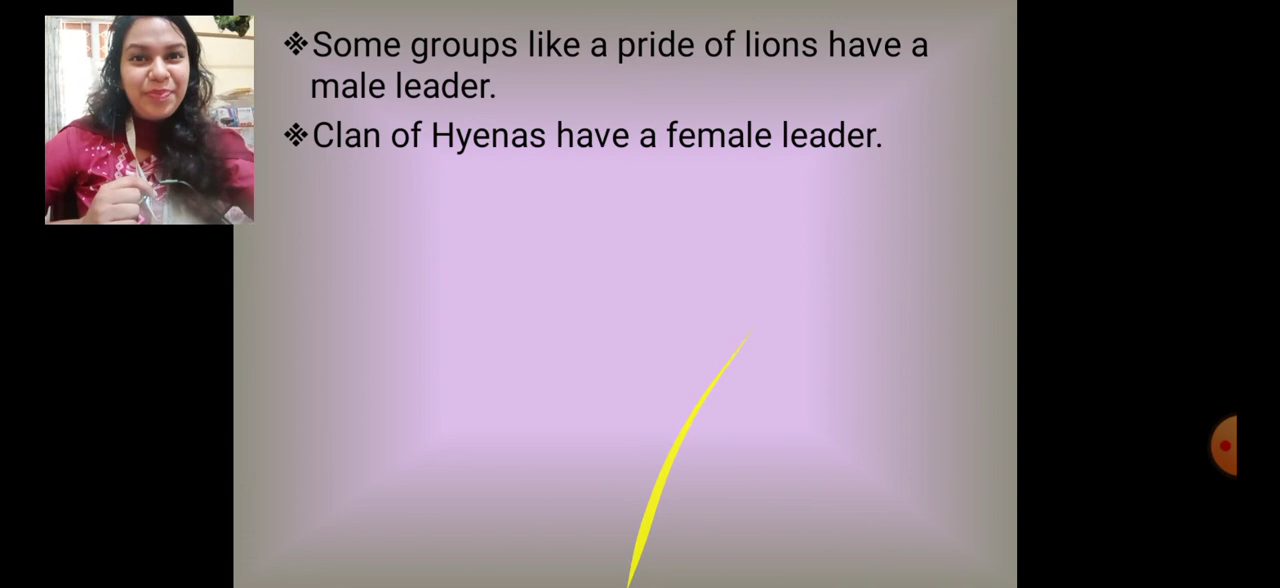 ❖Some groups like a pride of lions have a
male leader.
❖Clan of Hyenas have a female leader.